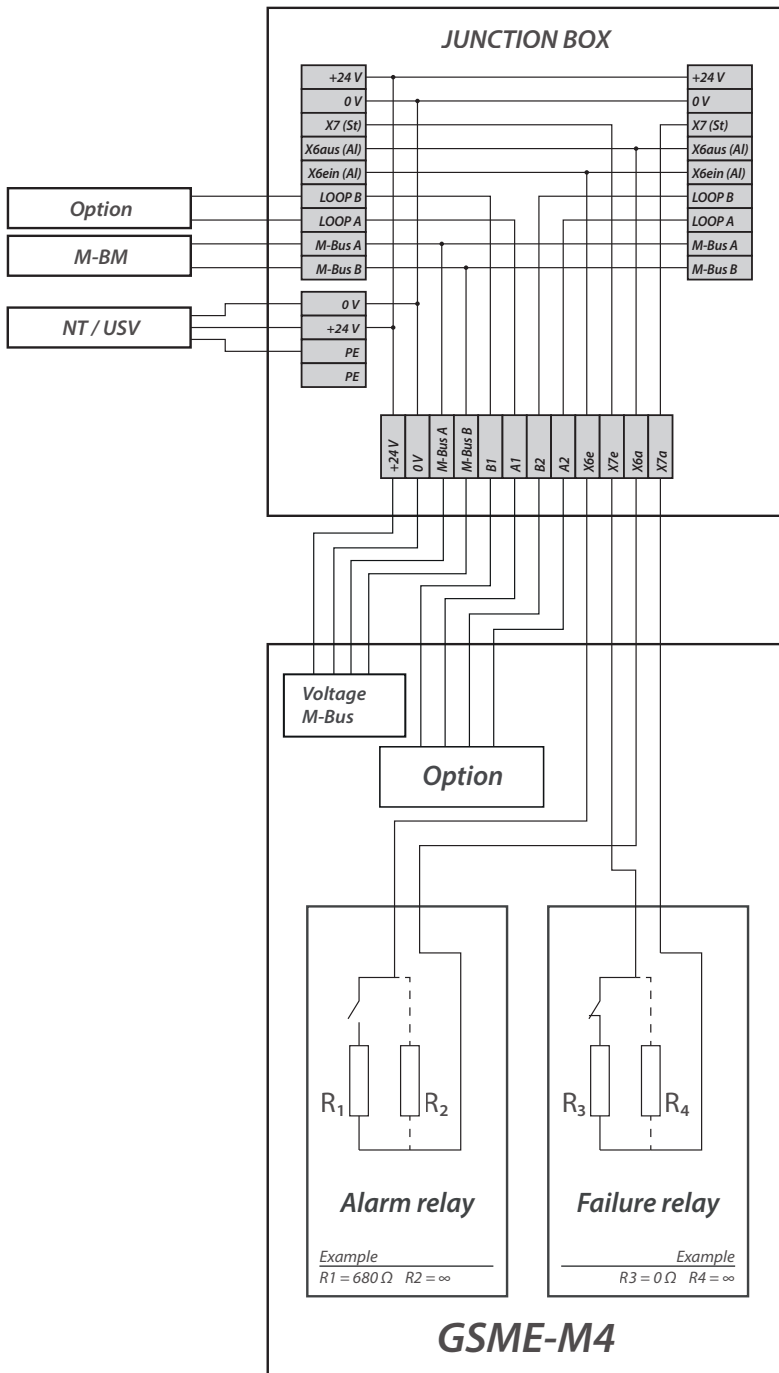 JUNCTION BOX
+24 V
0 V
X7 (St)
X6aus (Al)
X6ein (Al)
LOOP B
LOOP A
M-Bus A
M-Bus B
+24 V
0 V
X7 (St)
X6aus (Al)
X6ein (Al)
LOOP B
LOOP A
M-Bus A
M-Bus B
Option
M-BM
NT / USV
0 V
+24 V
PE
PE
+24 V
0 V
M-Bus A
M-Bus B
B1
A1
B2
A2
X6e
X7e
X6a
X7a
Voltage
M-Bus
Option
R₁
R₂
R₃
R₄
Alarm relay
Failure relay
Example
R1 = 680 Ω R2 = ∞
Example
R3 = 0 Ω R4 = ∞
GSME-M4